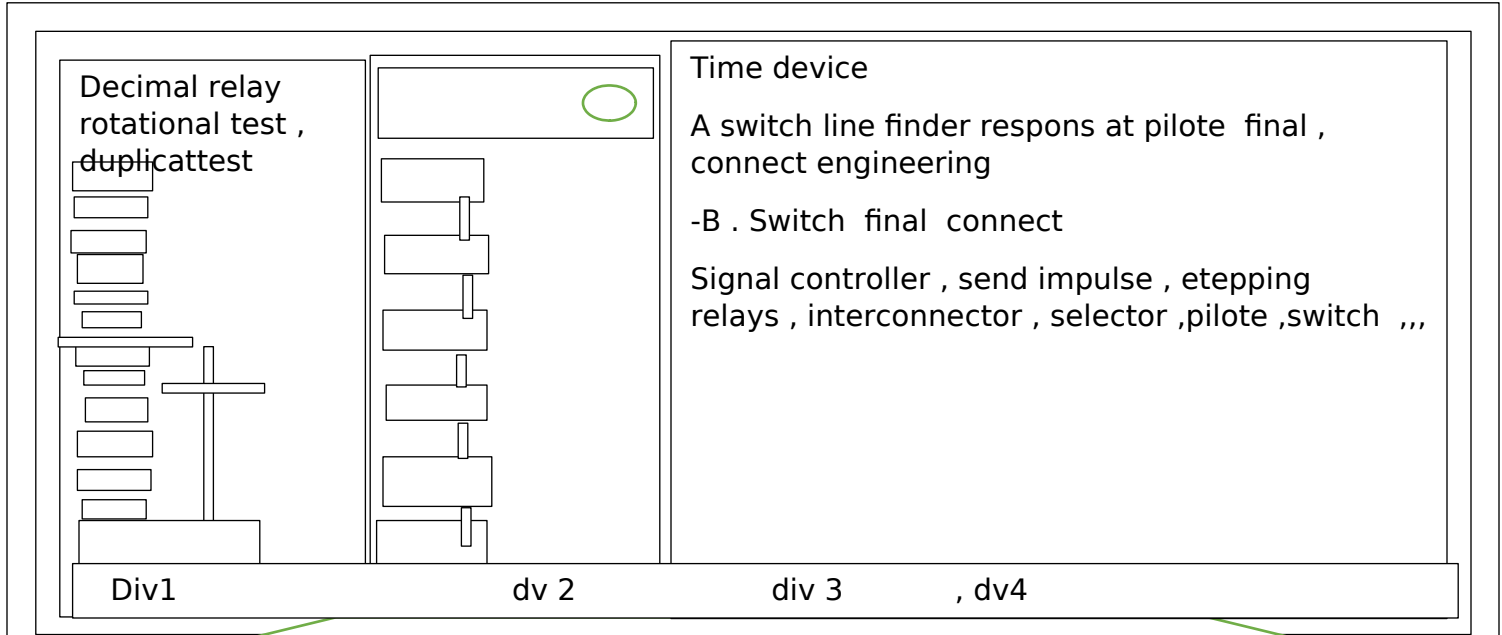 Decimal relay
rotational test ,
duplicattest
Time device
A switch line finder respons at pilote final ,
connect engineering
-B . Switch final connect
Signal controller , send impulse , etepping
relays , interconnector , selector ,pilote ,switch ,,,
Div1 dv 2 div 3 , dv4